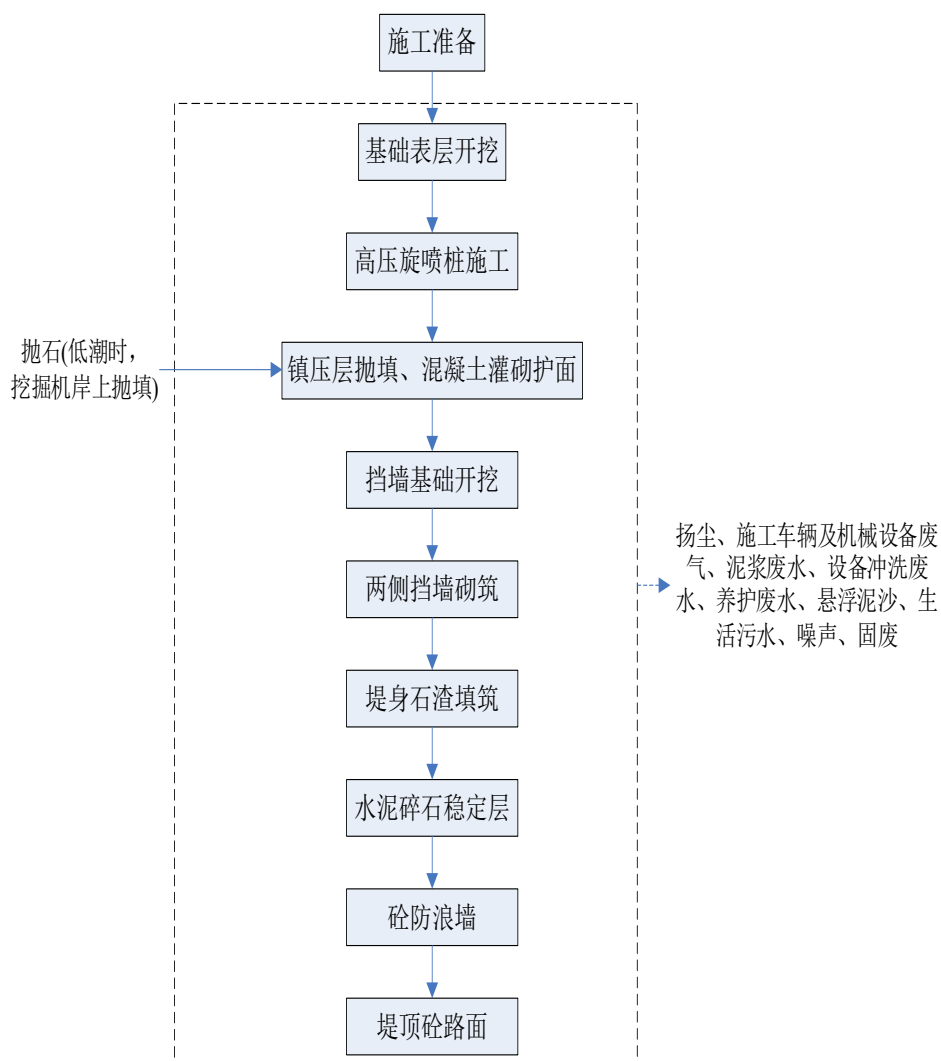 施工准备
基础表层开挖
高压旋喷桩施工
抛石(低潮时，
挖掘机岸上抛填)
镇压层抛填、混凝土灌砌护面
挡墙基础开挖
两侧挡墙砌筑
扬尘、施工车辆及机械设备废
气、泥浆废水、设备冲洗废
水、养护废水、悬浮泥沙、生
活污水、噪声、固废
堤身石渣填筑
水泥碎石稳定层
砼防浪墙
堤顶砼路面